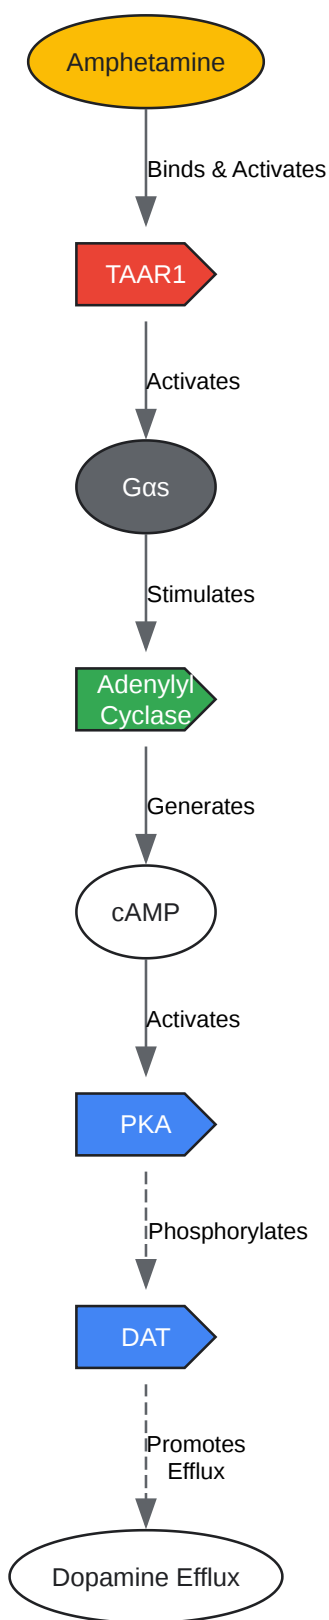 Amphetamine
Binds & Activates
TAAR1
Activates
Gαs
Stimulates
Adenylyl
Cyclase
Generates
cAMP
Activates
PKA
Phosphorylates
DAT
Promotes
Efflux
Dopamine Efflux